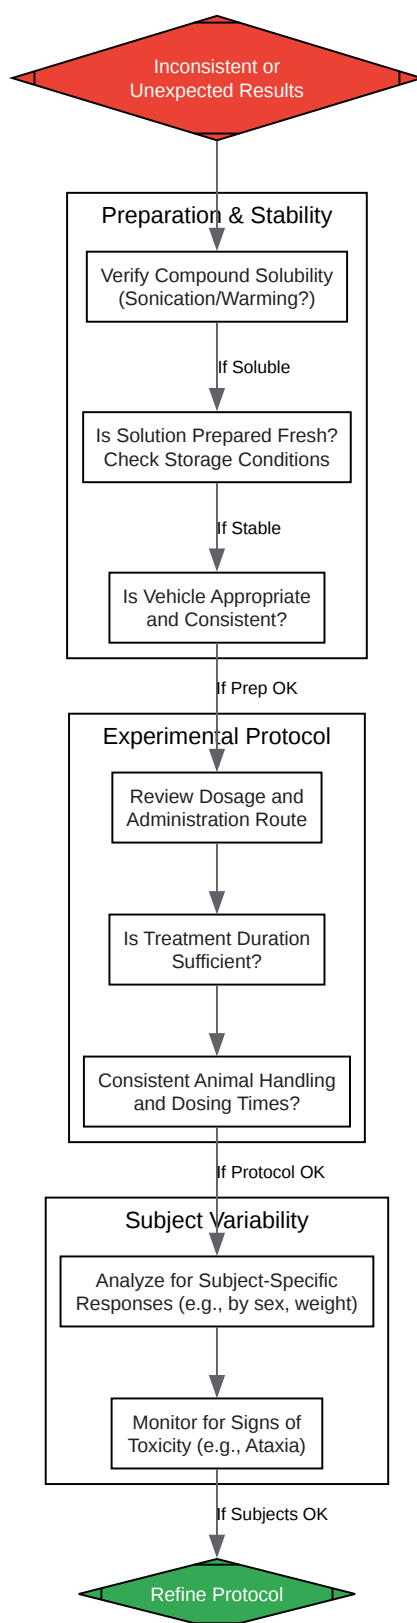 Inconsistent or
Unexpected Results
Preparation & Stability
Verify Compound Solubility
(Sonication/Warming?)
If Soluble
Is Solution Prepared Fresh?
Check Storage Conditions
If Stable
Is Vehicle Appropriate
and Consistent?
If Prep OK
Experimental Protocol
Review Dosage and
Administration Route
Is Treatment Duration
Sufficient?
Consistent Animal Handling
and Dosing Times?
If Protocol OK
Subject Variability
Analyze for Subject-Specific
Responses (e.g., by sex, weight)
Monitor for Signs of
Toxicity (e.g., Ataxia)
If Subjects OK
Refine Protocol